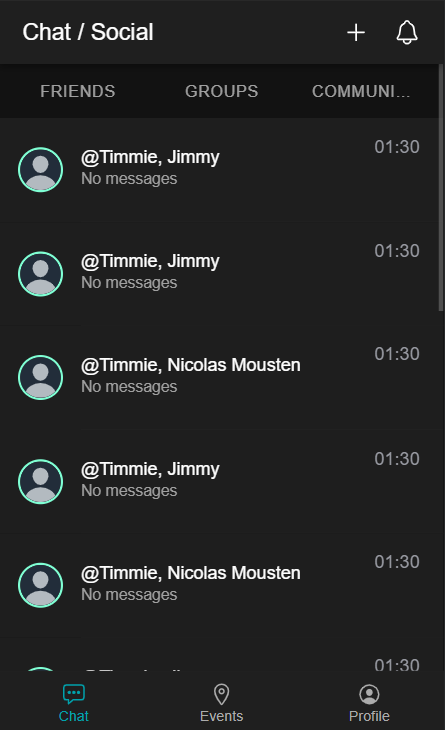 Chat / Social
FRIENDS GROUPS COMMUNI...
@Timmie, Jimmy 01:30
No messages
@Timmie, Jimmy 01:30
No messages
@Timmie, Nicolas Mousten 01:30
No messages
@Timmie, Jimmy 01:30
No messages
@Timmie, Nicolas Mousten 01:30
No messages
01:30
Chat Events Profile